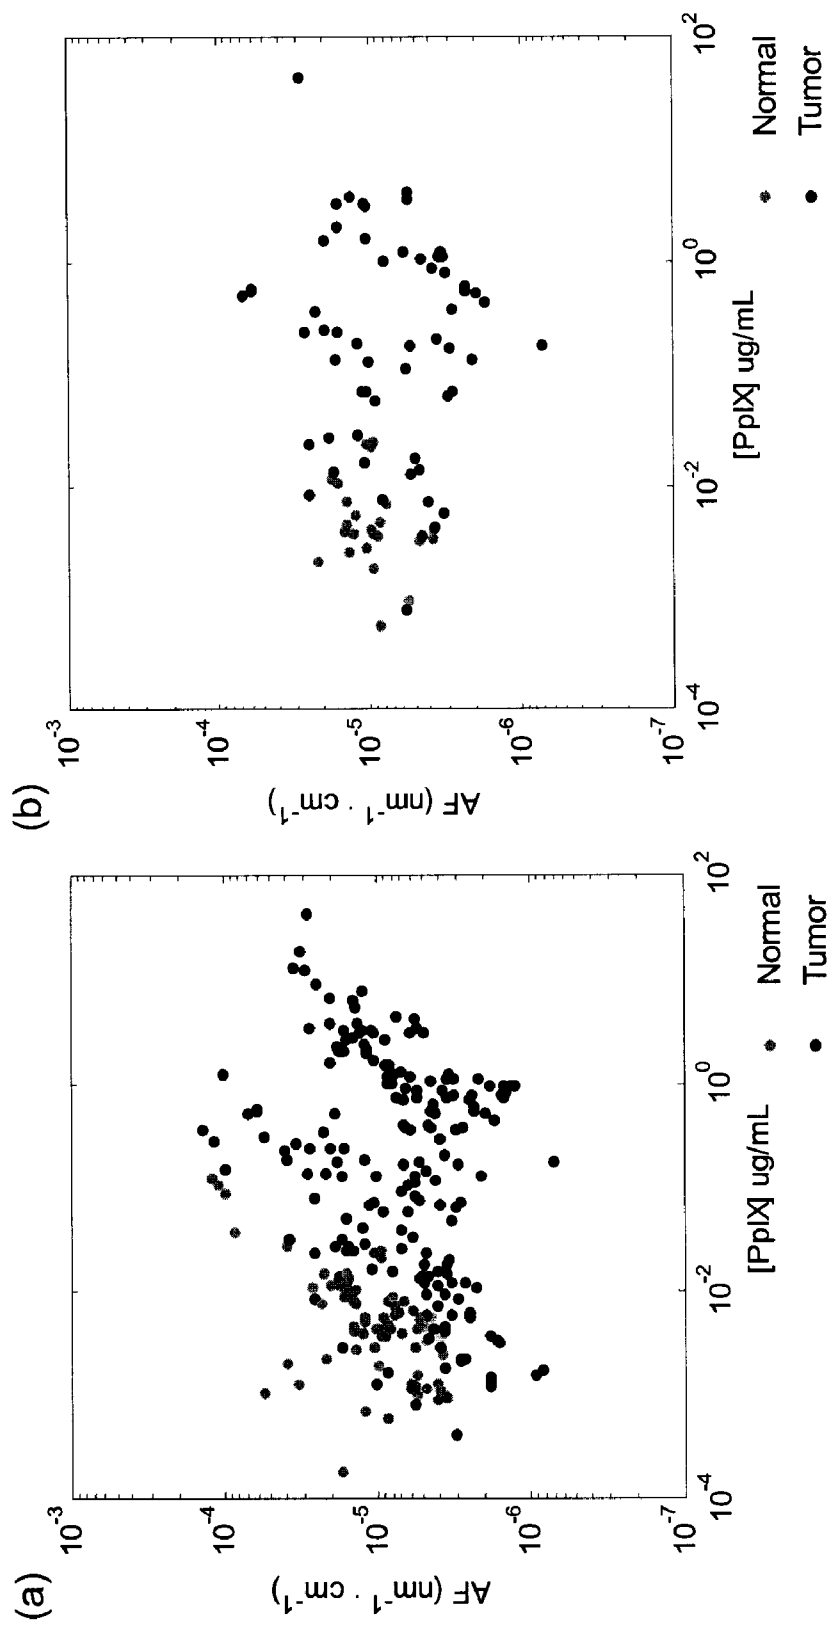 (a)
10^-3
10^-4
10^-5
10^-6
10^-7
AF (nm^-1 · cm^-1)
10^-4
10^-2
10^0
10^2
[PpIX] ug/mL
Normal
Tumor
(b)
10^-3
10^-4
10^-5
10^-6
10^-7
AF (nm^-1 · cm^-1)
10^-4
10^-2
10^0
10^2
[PpIX] ug/mL
Normal
Tumor